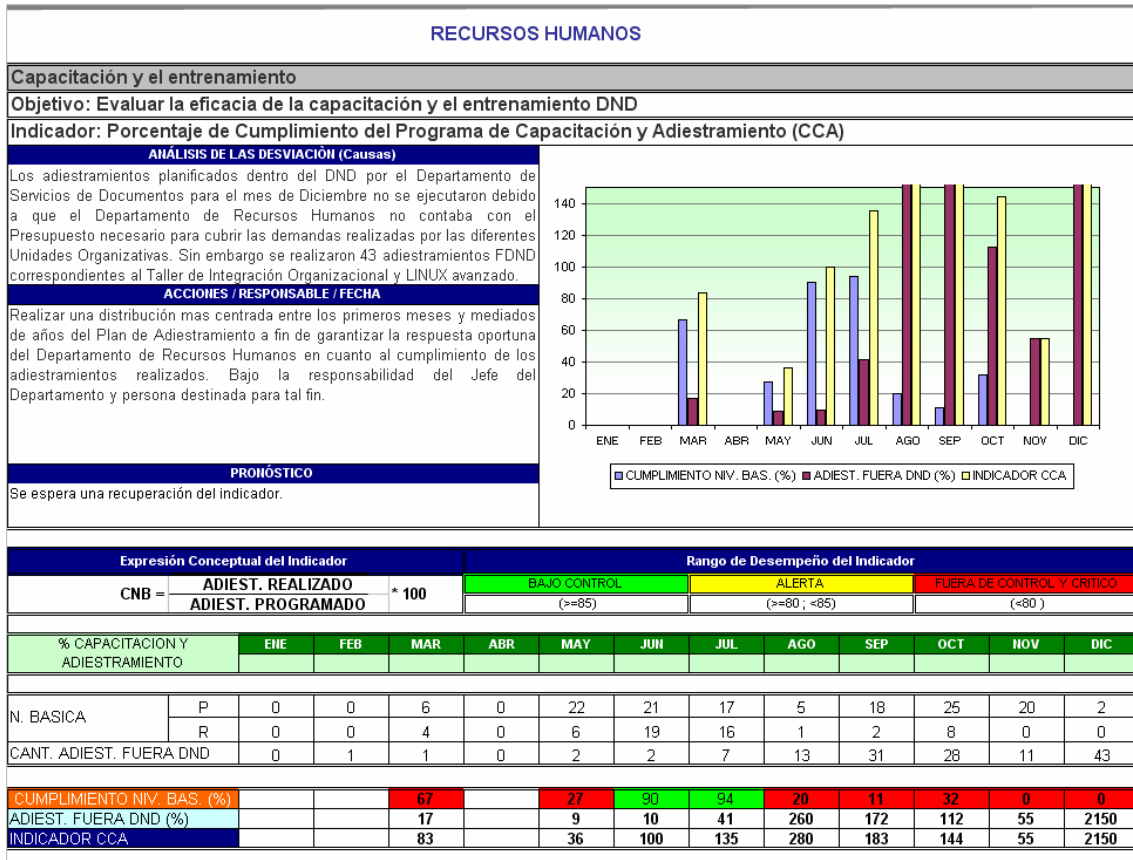 RECURSOS HUMANOS
Capacitación y el entrenamiento
Objetivo: Evaluar la eficacia de la capacitación y el entrenamiento DND
Indicador: Porcentaje de Cumplimiento del Programa de Capacitación y Adiestramiento (CCA)
ANÁLISIS DE LAS DESVIACIÒN (Causas)
Los adiestramientos planificados dentro del DND por el Departamento de
Servicios de Documentos para el mes de Diciembre no se ejecutaron debido
a que el Departamento de Recursos Humanos no contaba con el
Presupuesto necesario para cubrir las demandas realizadas por las diferentes
Unidades Organizativas. Sin embargo se realizaron 43 adiestramientos FDND
correspondientes al Taller de Integración Organizacional y LINUX avanzado.
ACCIONES / RESPONSABLE / FECHA
Realizar una distribución mas centrada entre los primeros meses y mediados
de años del Plan de Adiestramiento a fin de garantizar la respuesta oportuna
del Departamento de Recursos Humanos en cuanto al cumplimiento de los
adiestramientos realizados. Bajo la responsabilidad del Jefe del
Departamento y persona destinada para tal fin.
PRONÓSTICO
Se espera una recuperación del indicador.
140
120
100
80
60
40
20
0
ENE FEB MAR ABR MAY JUN JUL AGO SEP OCT NOV DIC
CUMPLIMIENTO NIV. BAS. (%) ADIEST. FUERA DND (%) INDICADOR CCA
Expresión Conceptual del Indicador Rango de Desempeño del Indicador
CNB = ADIEST. REALIZADO * 100
ADIEST. PROGRAMADO
BAJO CONTROL ALERTA FUERA DE CONTROL Y CRITICO
(>=85) (>=80 ; <85) (<80 )
% CAPACITACION Y ADIESTRAMIENTO ENE FEB MAR ABR MAY JUN JUL AGO SEP OCT NOV DIC
N. BASICA P 0 0 6 0 22 21 17 5 18 25 20 2
R 0 0 4 0 6 19 16 1 2 8 0 0
CANT. ADIEST. FUERA DND 0 1 1 0 2 2 7 13 31 28 11 43
CUMPLIMIENTO NIV. BAS. (%) 67 27 90 94 20 11 32 0 0
ADIEST. FUERA DND (%) 17 9 10 41 260 172 112 55 2150
INDICADOR CCA 83 36 100 135 280 183 144 55 2150